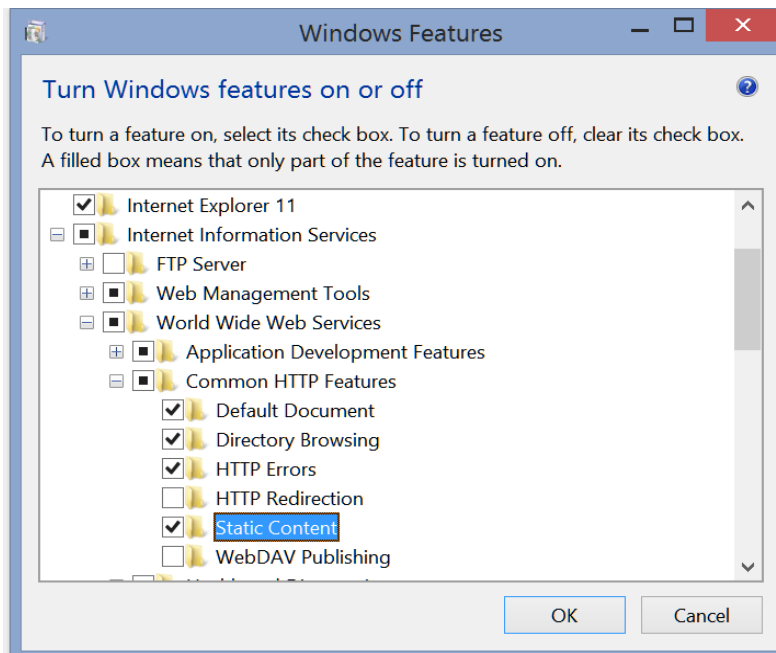 Windows Features
Turn Windows features on or off
To turn a feature on, select its check box. To turn a feature off, clear its check box.
A filled box means that only part of the feature is turned on.
Internet Explorer 11
Internet Information Services
FTP Server
Web Management Tools
World Wide Web Services
Application Development Features
Common HTTP Features
Default Document
Directory Browsing
HTTP Errors
HTTP Redirection
Static Content
WebDAV Publishing
OK Cancel